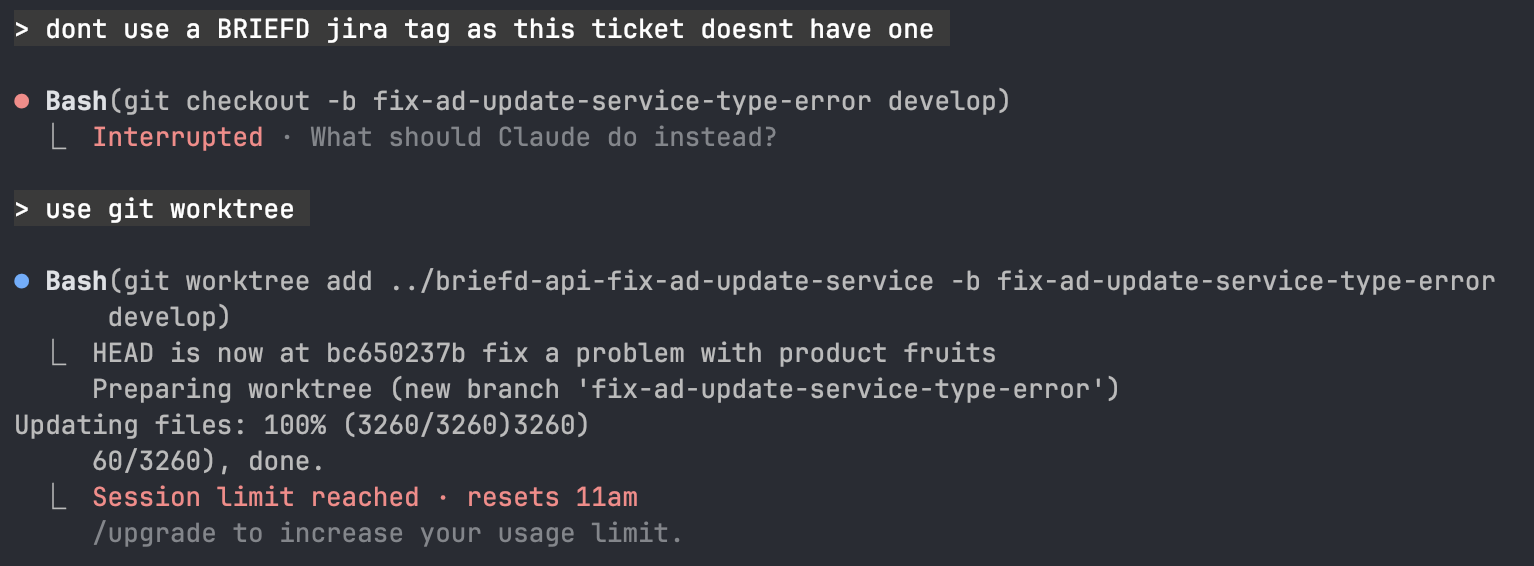 > dont use a BRIEFD jira tag as this ticket doesnt have one
● Bash(git checkout -b fix-ad-update-service-type-error develop)
⎿ Interrupted · What should Claude do instead?
> use git worktree
● Bash(git worktree add ../briefd-api-fix-ad-update-service -b fix-ad-update-service-type-error
develop)
⎿ HEAD is now at bc650237b fix a problem with product fruits
Preparing worktree (new branch 'fix-ad-update-service-type-error')
Updating files: 100% (3260/3260)3260)
60/3260), done.
⎿ Session limit reached · resets 11am
/upgrade to increase your usage limit.